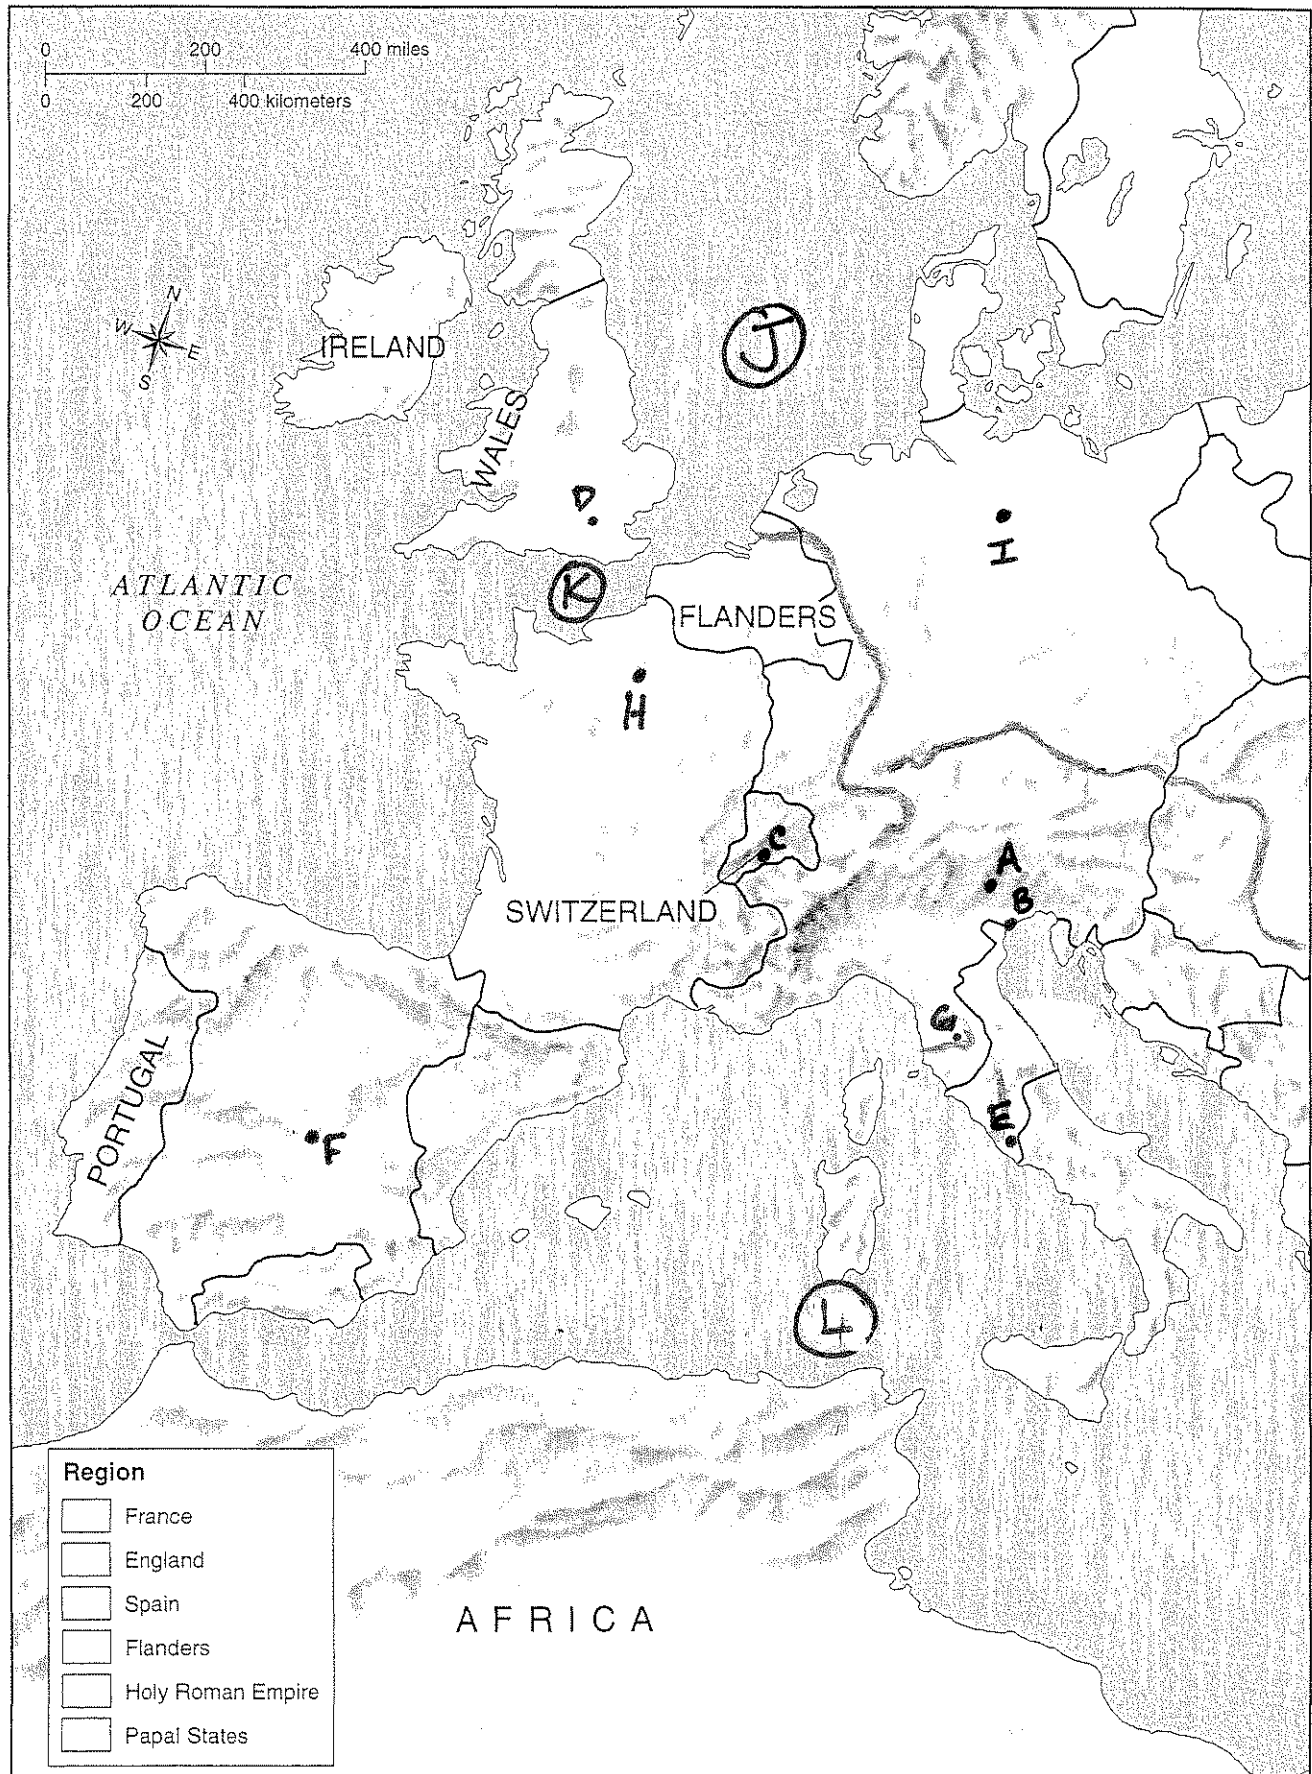 0 200 400 miles
0 200 400 kilometers
N
W
E
S
IRELAND
WALES
J
D
I
K
ATLANTIC
OCEAN
FLANDERS
H
C
A
B
SWITZERLAND
G
PORTUGAL
E
F
L
Region
France
England
Spain
Flanders
Holy Roman Empire
Papal States
AFRICA